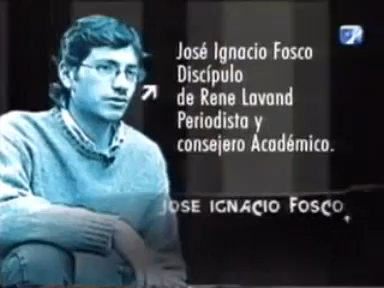 José Ignacio Fosco
Discípulo
de Rene Lavand
Periodista y
consejero Académico.
JOSE IGNACIO FOSCO